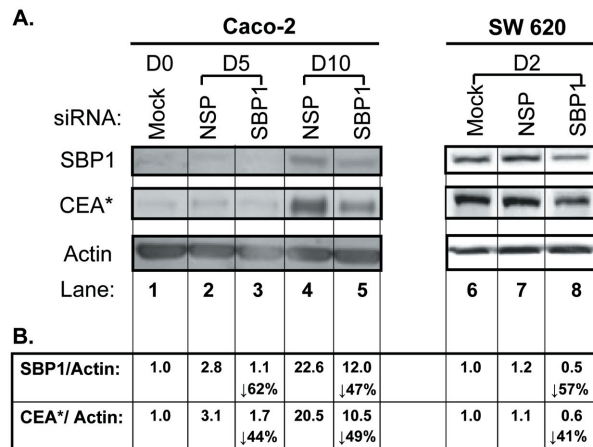 A.
Caco-2 SW 620
D0 D5 D10 D2
siRNA: Mock NSP SBP1 NSP SBP1 Mock NSP SBP1
SBP1
CEA*
Actin
Lane: 1 2 3 4 5 6 7 8
B.
SBP1/Actin: 1.0 2.8 1.1 22.6 12.0 1.0 1.2 0.5
↓62% ↓47% ↓57%
CEA*/ Actin: 1.0 3.1 1.7 20.5 10.5 1.0 1.1 0.6
↓44% ↓49% ↓41%